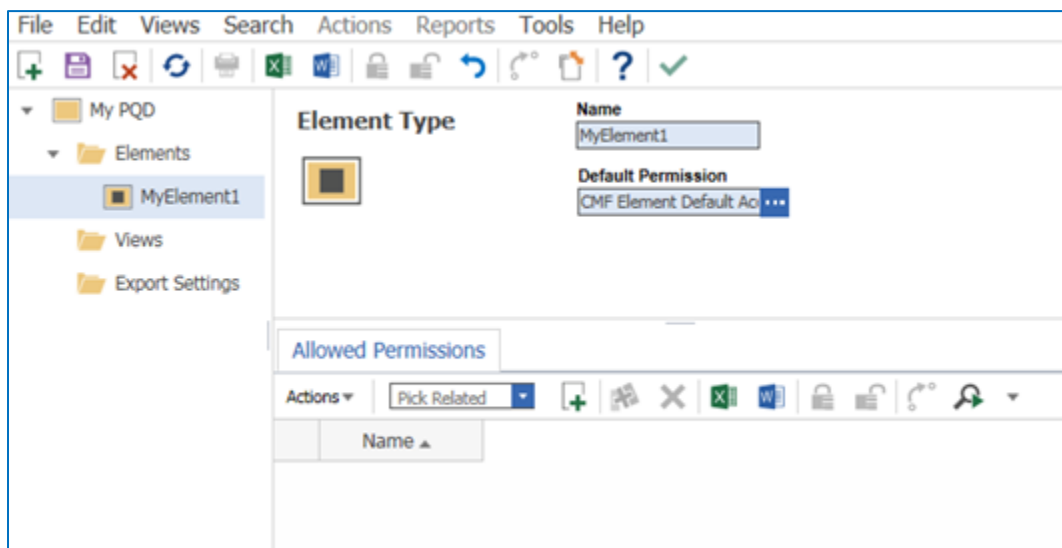 File Edit Views Search Actions Reports Tools Help
My PQD
Elements
MyElement1
Views
Export Settings
Element Type
Name
MyElement1
Default Permission
CMF Element Default Ac
Allowed Permissions
Actions
Pick Related
Name